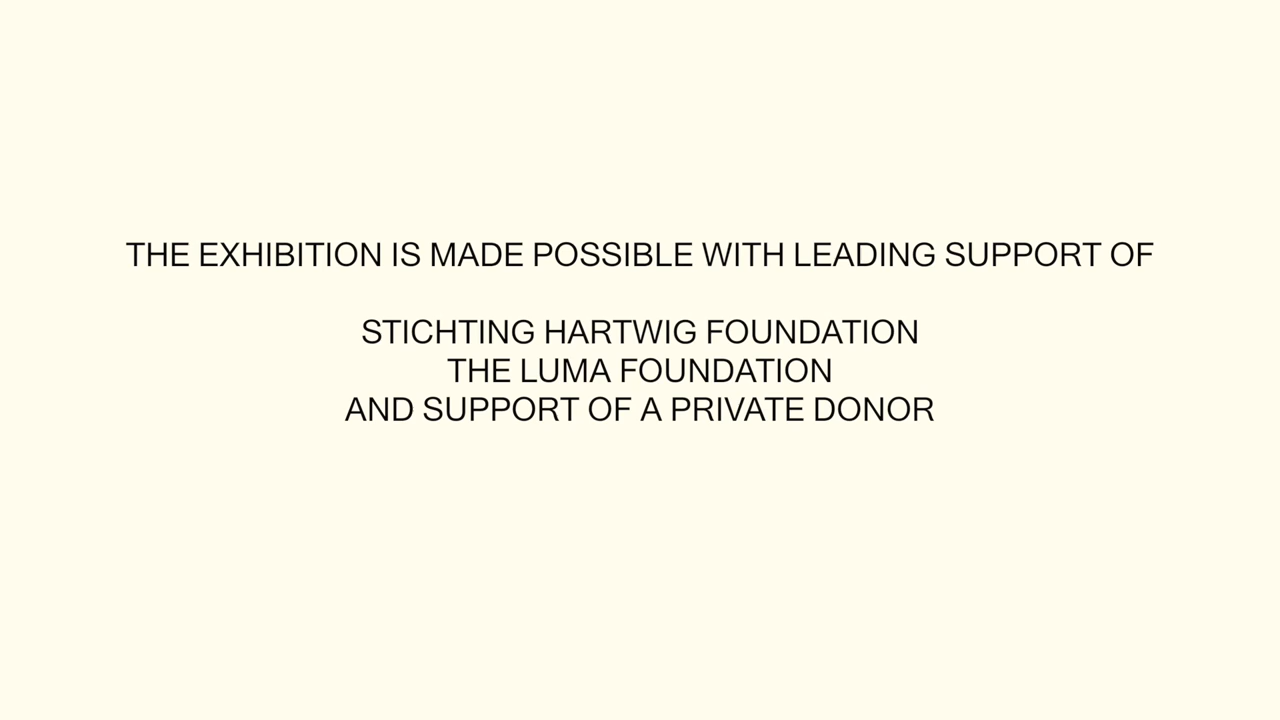 THE EXHIBITION IS MADE POSSIBLE WITH LEADING SUPPORT OF
STICHTING HARTWIG FOUNDATION
THE LUMA FOUNDATION
AND SUPPORT OF A PRIVATE DONOR